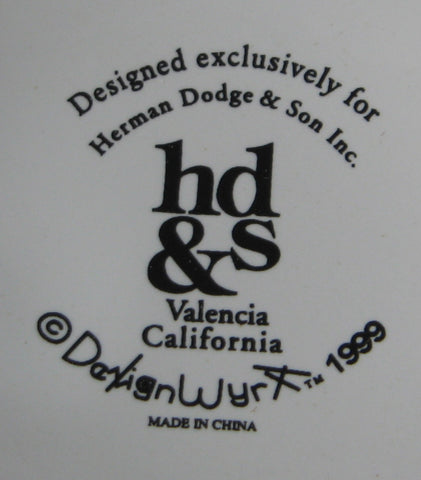 Designed exclusively for
Herman Dodge & Son Inc.
hd
&s
Valencia
California
© DesignWyrx™ 1999
MADE IN CHINA